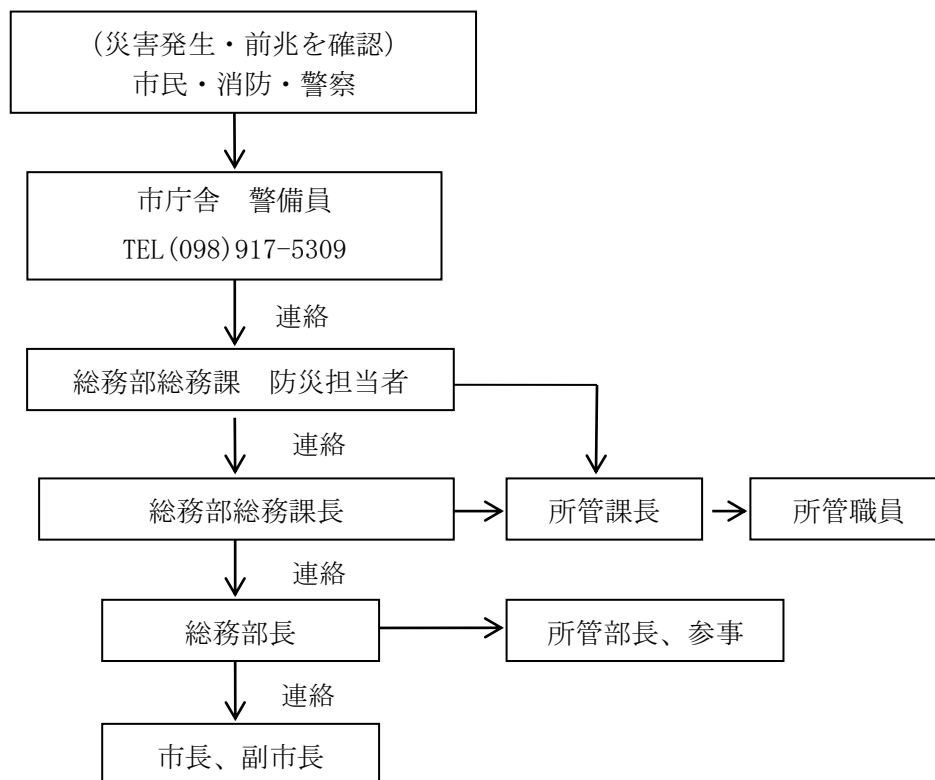 (災害発生・前兆を確認)
市民・消防・警察
市庁舎　警備員
TEL(098)917-5309
連絡
総務部総務課　防災担当者
連絡
総務部総務課長
所管課長
所管職員
連絡
総務部長
所管部長、参事
連絡
市長、副市長